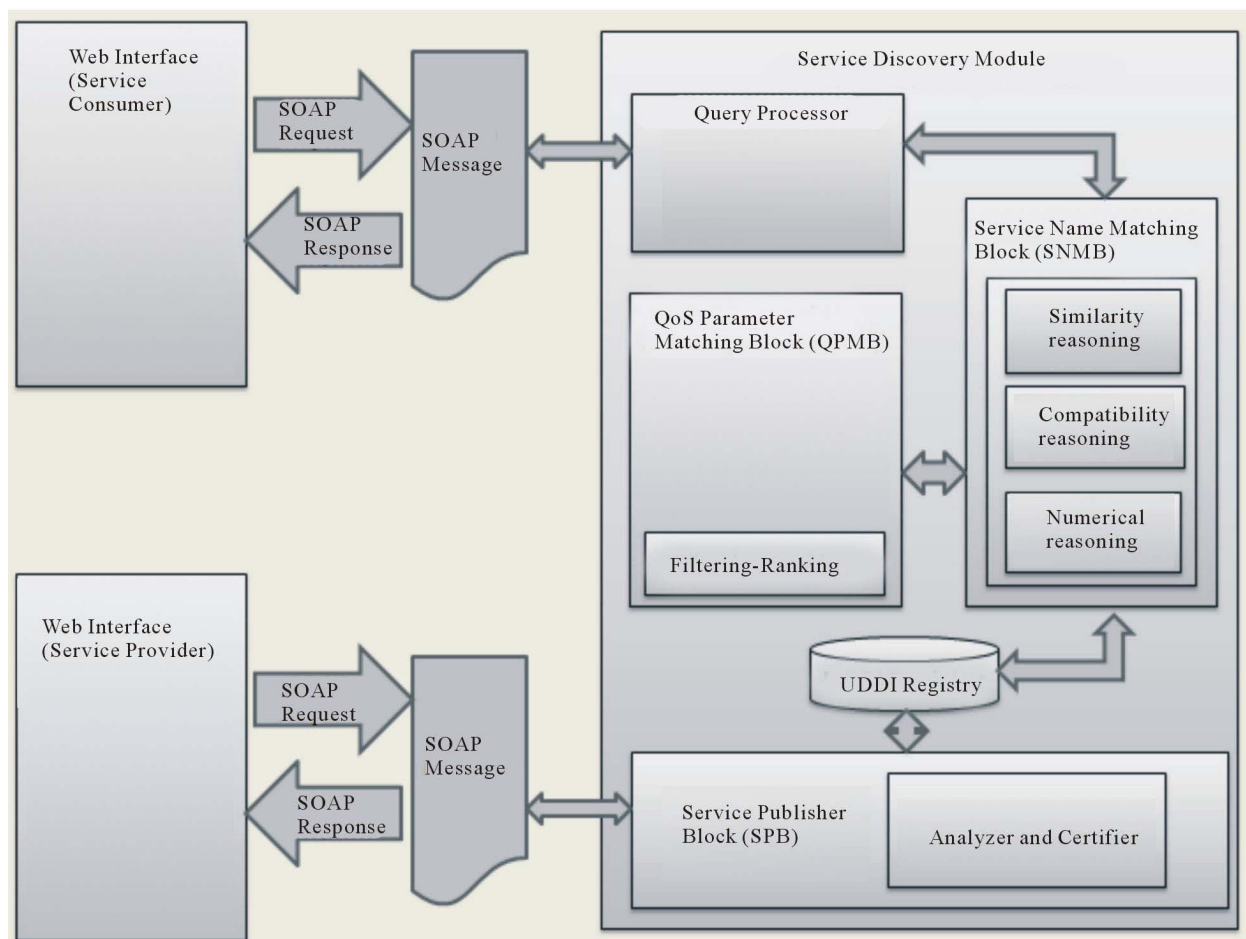 Web Interface
(Service
Consumer)
SOAP
Request
SOAP
Response
SOAP
Message
Service Discovery Module
Query Processor
Service Name Matching
Block (SNMB)
Similarity
reasoning
Compatibility
reasoning
Numerical
reasoning
QoS Parameter
Matching Block (QPMB)
Filtering-Ranking
UDDI Registry
Web Interface
(Service Provider)
SOAP
Request
SOAP
Response
SOAP
Message
Service Publisher
Block (SPB)
Analyzer and Certifier